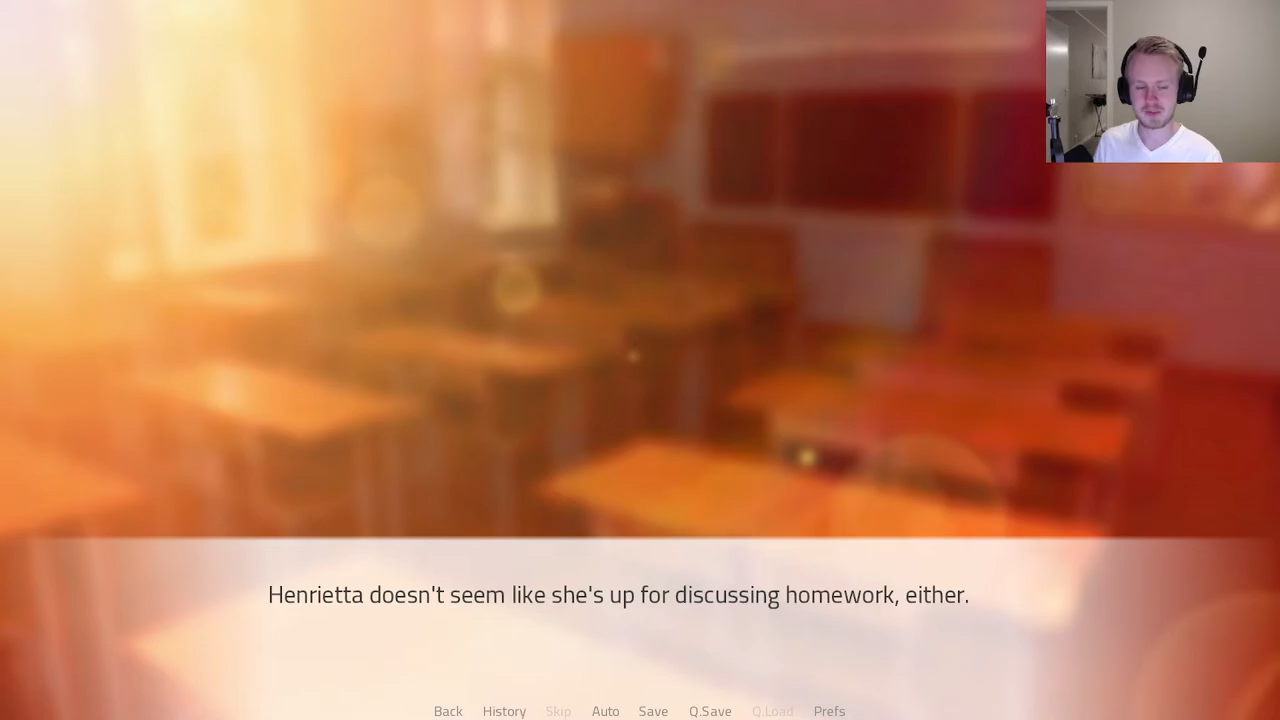 Henrietta doesn't seem like she's up for discussing homework, either.
Back History Skip Auto Save Q.Save Q.Load Prefs